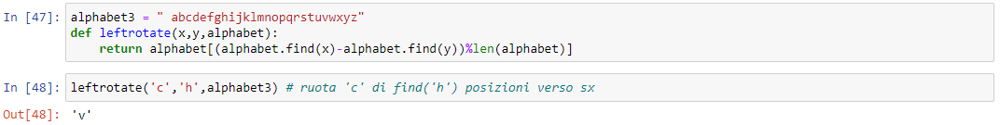 In [47]: alphabet3 = " abcdefghijklmnopqrstuvwxyz"
def leftrotate(x,y,alphabet):
    return alphabet[(alphabet.find(x)-alphabet.find(y))%len(alphabet)]
In [48]: leftrotate('c','h',alphabet3) # ruota 'c' di find('h') posizioni verso sx
Out[48]: 'v'